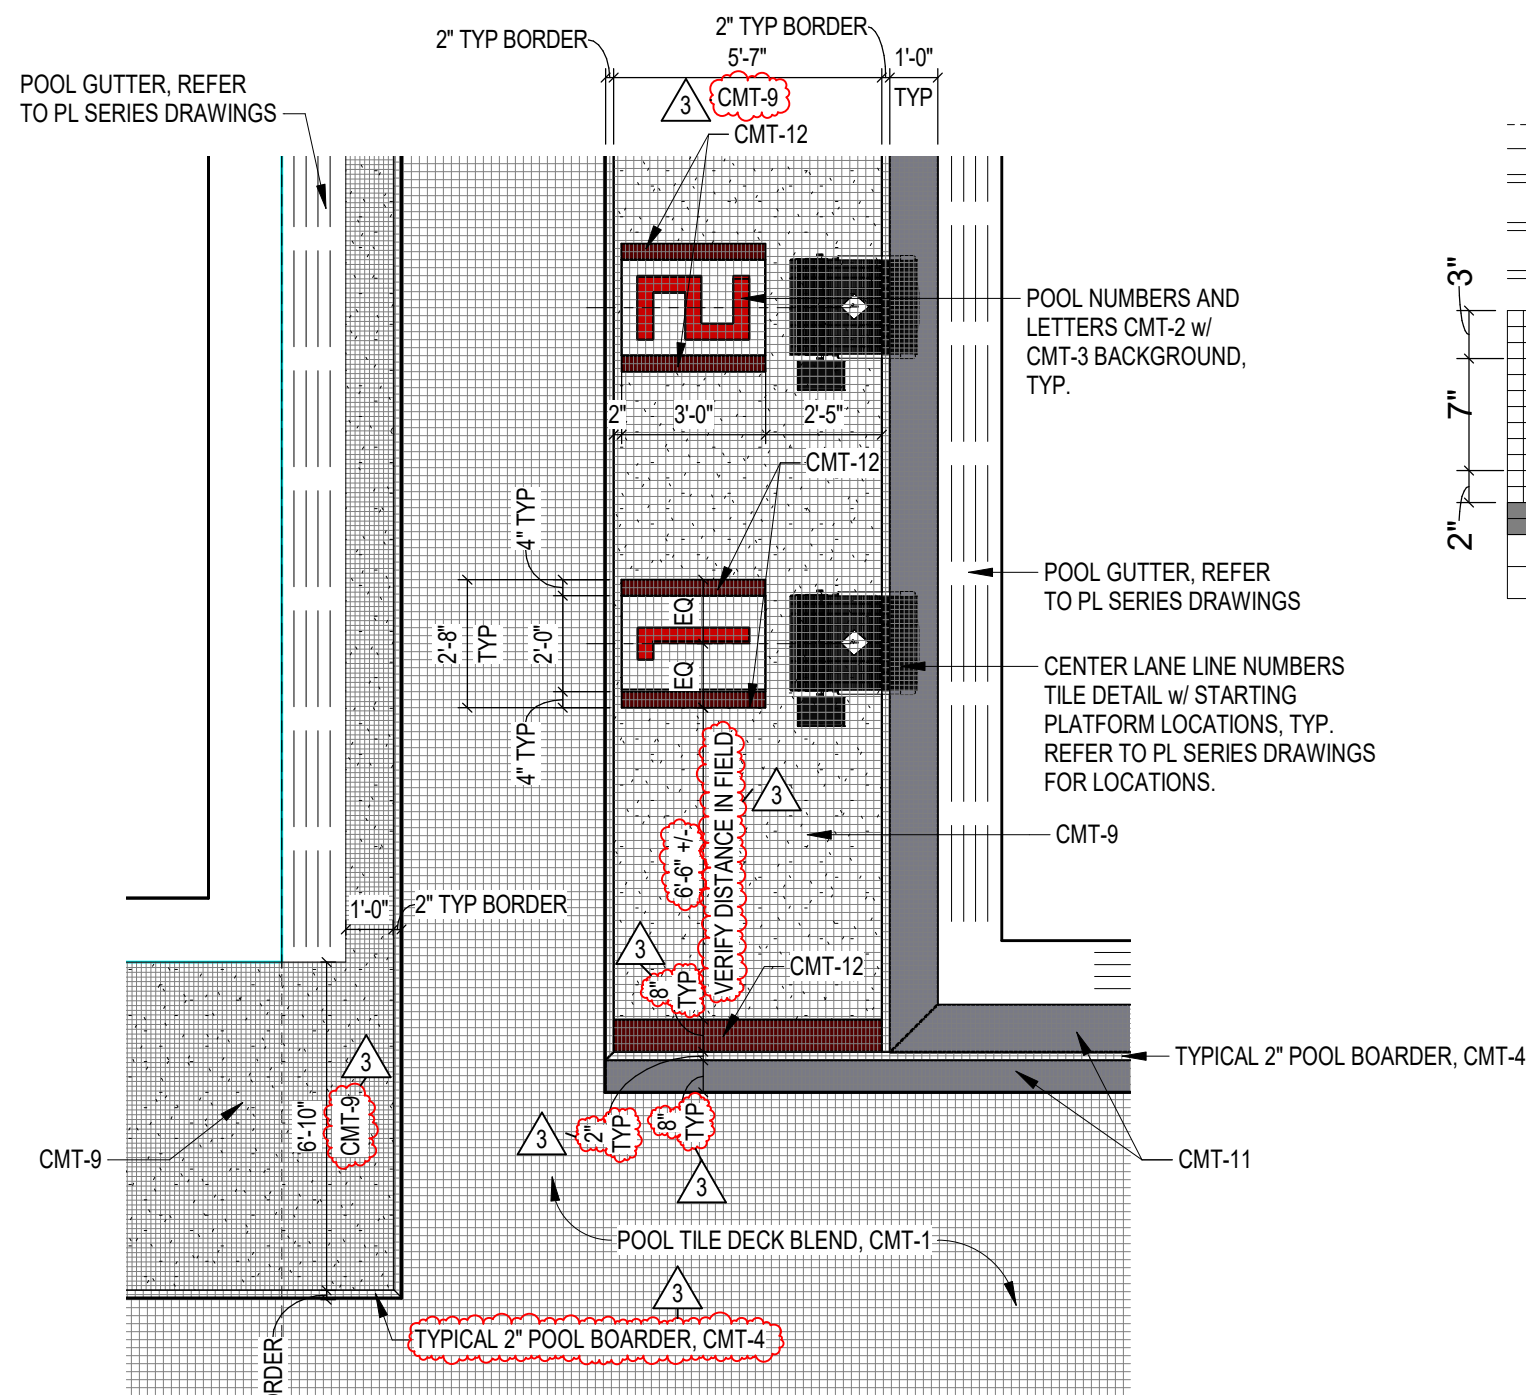 2" TYP BORDER
2" TYP BORDER
5'-7"
1'-0"
TYP
POOL GUTTER, REFER
TO PL SERIES DRAWINGS
3
CMT-9
CMT-12
POOL NUMBERS AND
LETTERS CMT-2 w/
CMT-3 BACKGROUND,
TYP.
2
3"
7"
2"
2"
3'-0"
2'-5"
CMT-12
4" TYP
2'-8"
TYP
2'-0"
4" TYP
EQ
EQ
1
POOL GUTTER, REFER
TO PL SERIES DRAWINGS
CENTER LANE LINE NUMBERS
TILE DETAIL w/ STARTING
PLATFORM LOCATIONS, TYP.
REFER TO PL SERIES DRAWINGS
FOR LOCATIONS.
3
6'-6" +/-
VERIFY DISTANCE IN FIELD
CMT-9
1'-0"
2" TYP BORDER
3
8"
TYP
CMT-12
3
6'-10"
CMT-9
CMT-9
TYPICAL 2" POOL BOARDER, CMT-4
3
2"
TYP
8"
TYP
3
CMT-11
POOL TILE DECK BLEND, CMT-1
3
TYPICAL 2" POOL BOARDER, CMT-4